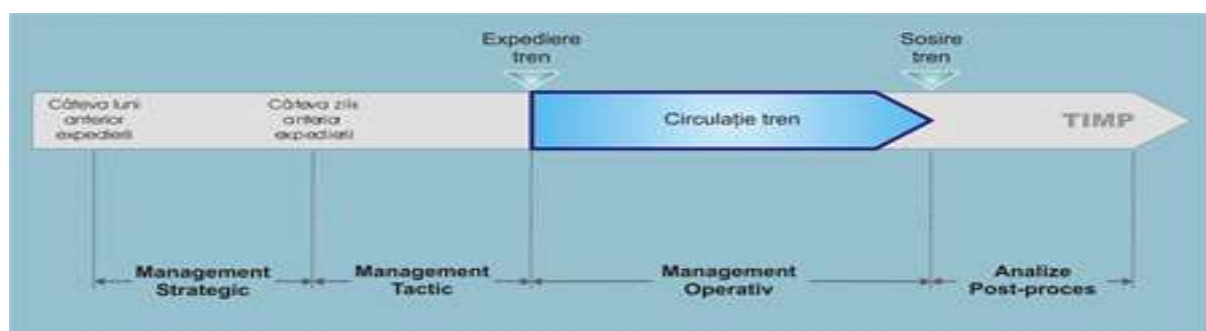 Expediere
tren
Sosire
tren
Câteva luni
anterior
expedierii
Câteva zile
anterior
expedierii
Circulație tren
TIMP
Management
Strategic
Management
Tactic
Management
Operativ
Analize
Post-proces